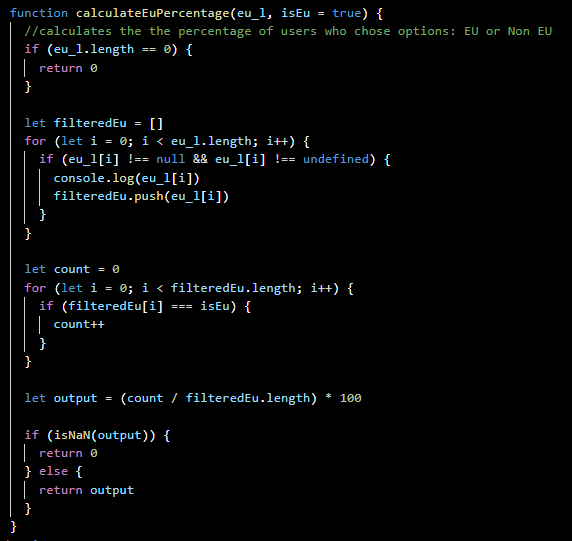 function calculateEuPercentage(eu_l, isEu = true) {
  //calculates the the percentage of users who chose options: EU or Non EU
  if (eu_l.length == 0) {
    return 0
  }

  let filteredEu = []
  for (let i = 0; i < eu_l.length; i++) {
    if (eu_l[i] !== null && eu_l[i] !== undefined) {
      console.log(eu_l[i])
      filteredEu.push(eu_l[i])
    }
  }

  let count = 0
  for (let i = 0; i < filteredEu.length; i++) {
    if (filteredEu[i] === isEu) {
      count++
    }
  }

  let output = (count / filteredEu.length) * 100

  if (isNaN(output)) {
    return 0
  } else {
    return output
  }
}